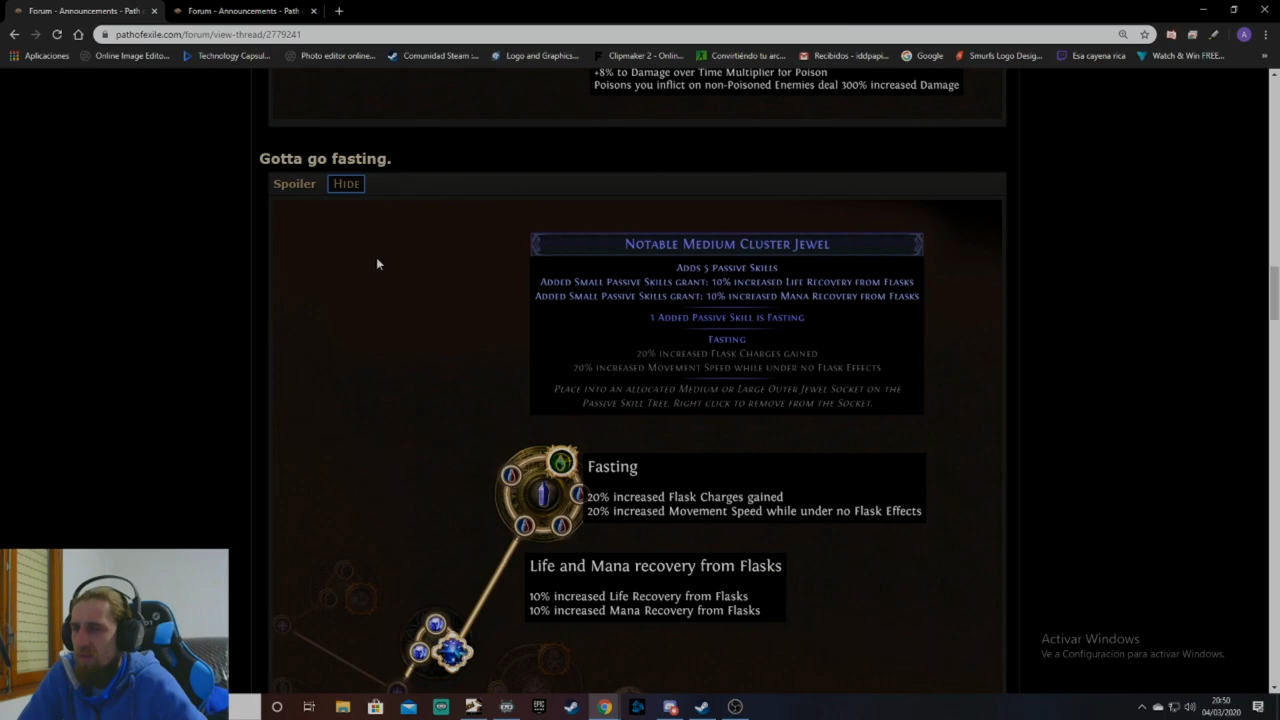 Forum - Announcements - Path
Forum - Announcements - Path
pathofexile.com/forum/view-thread/2779241
A
Aplicaciones
Online Image Edito...
Technology Capsul...
Photo editor online...
Comunidad Steam :...
Logo and Graphics...
Clipmaker 2 - Onlin...
Convirtiéndo tu arc...
Recibidos - iddpapi...
Google
Smurfs Logo Desig...
Esa cayena rica
Watch & Win FREE...
+8% to Damage over Time Multiplier for Poison
Poisons you inflict on non-Poisoned Enemies deal 300% increased Damage
Gotta go fasting.
Spoiler HIDE
Notable Medium Cluster Jewel
Adds 5 Passive Skills
Added Small Passive Skills grant: 10% increased Life Recovery from Flasks
Added Small Passive Skills grant: 10% increased Mana Recovery from Flasks
1 Added Passive Skill is Fasting
Fasting
20% increased Flask Charges gained
20% increased Movement Speed while under no Flask Effects
Place into an allocated Medium or Large Outer Jewel Socket on the
Passive Skill Tree. Right click to remove from the Socket.
Fasting
20% increased Flask Charges gained
20% increased Movement Speed while under no Flask Effects
Life and Mana recovery from Flasks
10% increased Life Recovery from Flasks
10% increased Mana Recovery from Flasks
Activar Windows
Ve a Configuración para activar Windows.
EPIC
20:50
04/03/2020